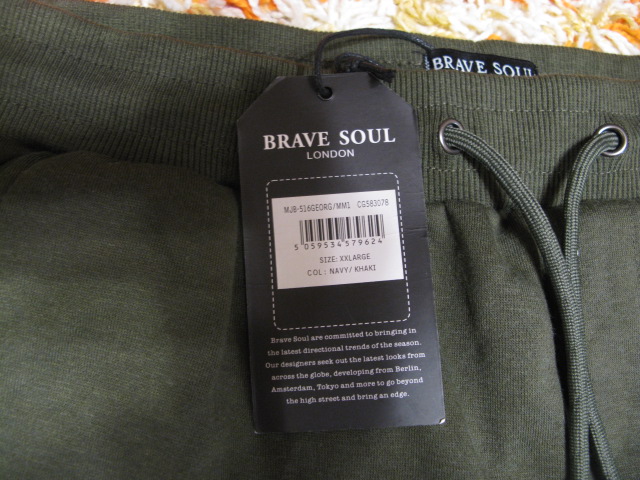 BRAVE SOUL
BRAVE SOUL
LONDON
MJB-516GEORG/MM1 CG583078
5 059534 579624
SIZE: XXLARGE
COL: NAVY/KHAKI
Brave Soul are committed to bringing in
the latest directional trends of the season.
Our designers seek out the latest looks from
across the globe, developing from Berlin,
Amsterdam, Tokyo and more to go beyond
the high street and bring an edge.